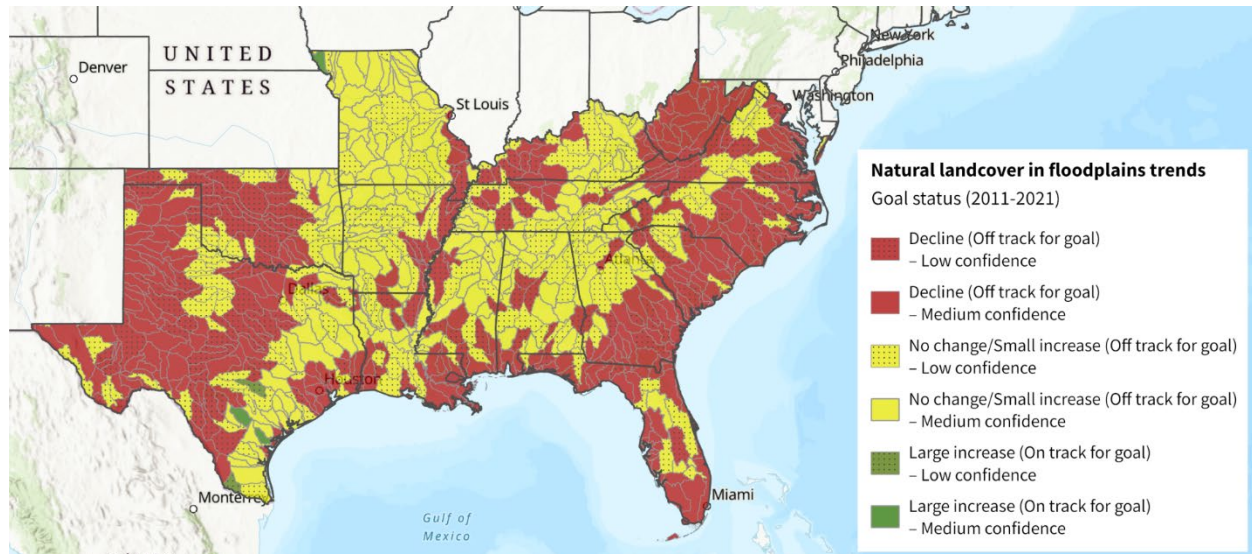 New York
Philadelphia
UNITED
STATES
Denver
Washington
St Louis
Natural landcover in floodplains trends
Goal status (2011-2021)
Decline (Off track for goal)
– Low confidence
Decline (Off track for goal)
– Medium confidence
No change/Small increase (Off track for goal)
– Low confidence
No change/Small increase (Off track for goal)
– Medium confidence
Large increase (On track for goal)
– Low confidence
Large increase (On track for goal)
– Medium confidence
Atlanta
Dallas
Houston
Monterrey
Miami
Gulf of
Mexico